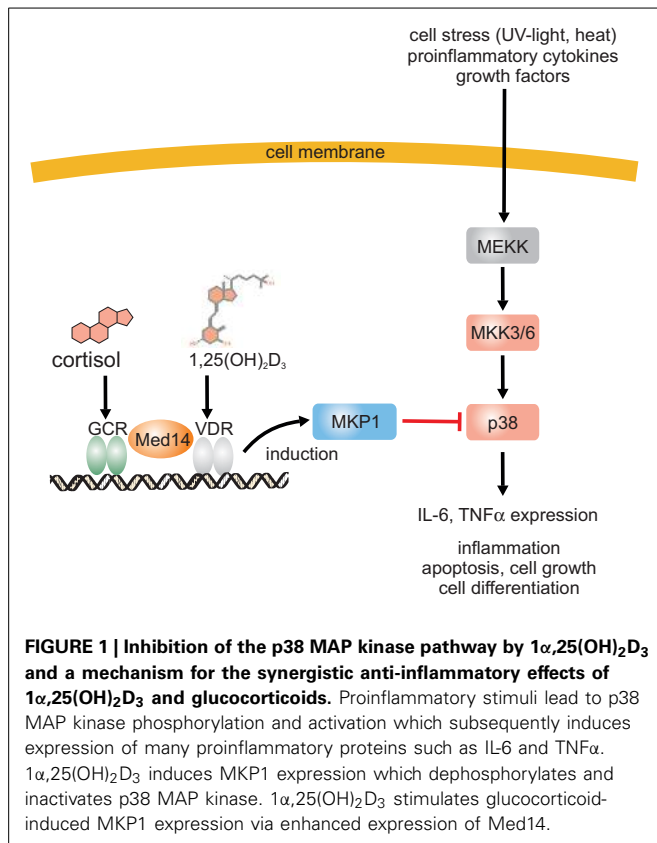 cell stress (UV-light, heat)
proinflammatory cytokines
growth factors
cell membrane
MEKK
MKK3/6
cortisol
1,25(OH)₂D₃
GCR
Med14
VDR
induction
MKP1
p38
IL-6, TNFα expression
inflammation
apoptosis, cell growth
cell differentiation
FIGURE 1 | Inhibition of the p38 MAP kinase pathway by 1α,25(OH)₂D₃
and a mechanism for the synergistic anti-inflammatory effects of
1α,25(OH)₂D₃ and glucocorticoids. Proinflammatory stimuli lead to p38
MAP kinase phosphorylation and activation which subsequently induces
expression of many proinflammatory proteins such as IL-6 and TNFα.
1α,25(OH)₂D₃ induces MKP1 expression which dephosphorylates and
inactivates p38 MAP kinase. 1α,25(OH)₂D₃ stimulates glucocorticoid-
induced MKP1 expression via enhanced expression of Med14.